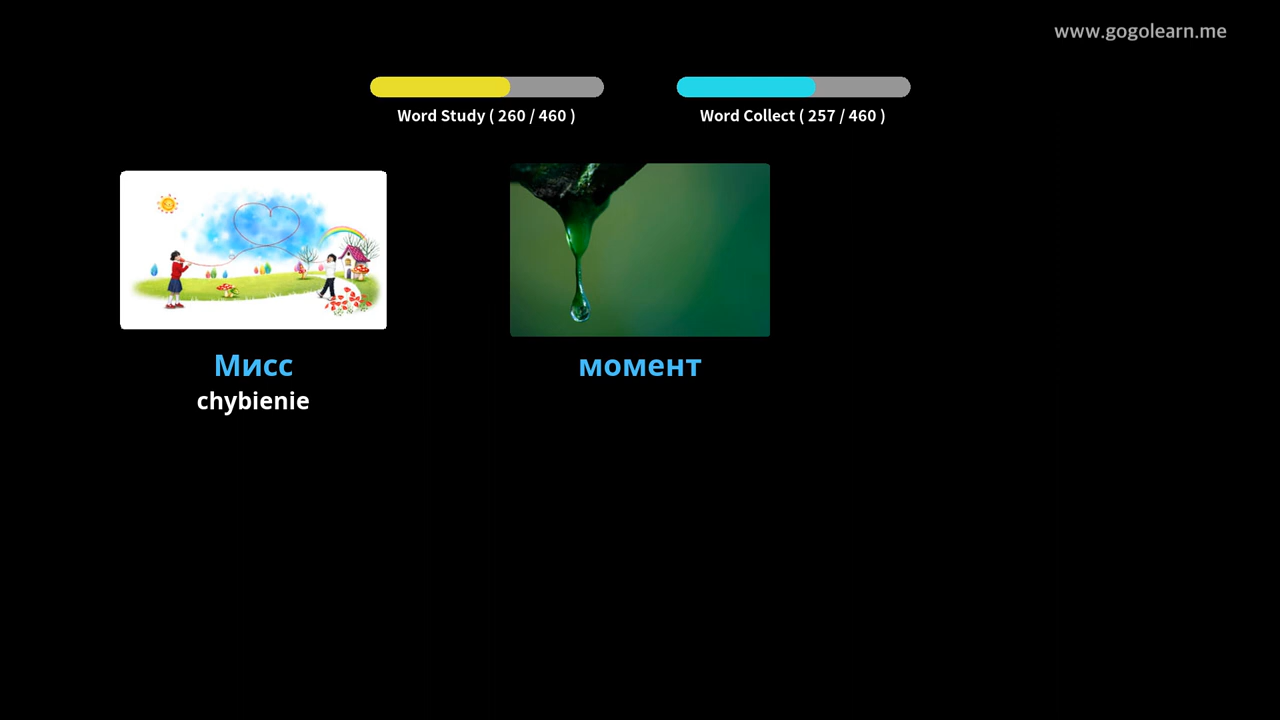 www.gogolearn.me
Word Study ( 260 / 460 )
Word Collect ( 257 / 460 )
Мисс
chybienie
момент